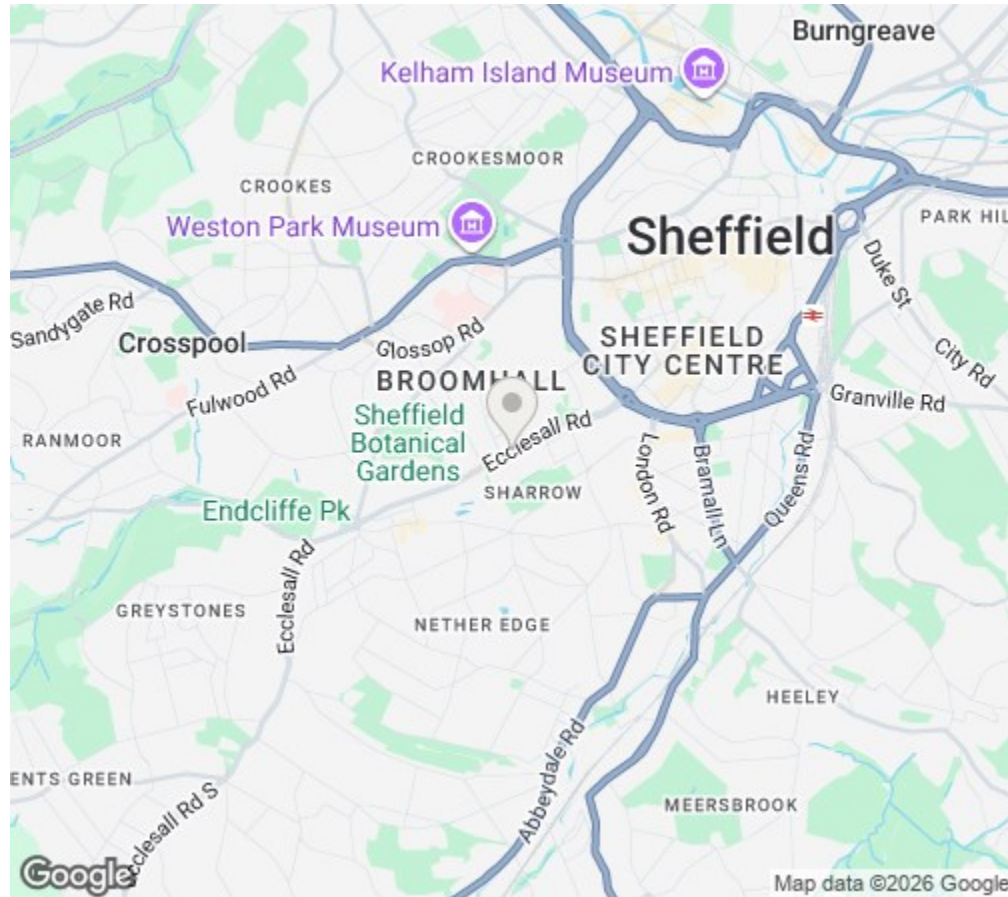 Burngreave
Kelham Island Museum
CROOKESMOOR
CROOKES
Weston Park Museum
Sheffield
PARK HIL
Duke St
Sandygate Rd
Crosspool
Glossop Rd
SHEFFIELD
CITY CENTRE
City Rd
Fulwood Rd
BROOMHALL
Granville Rd
Sheffield
Botanical
Gardens
RANMOOR
Ecclesall Rd
London Rd
Bramall Ln
Queens Rd
SHARROW
Endcliffe Pk
Ecclesall Rd
GREYSTONES
NETHER EDGE
HEELEY
ENTS GREEN
Ecclesall Rd S
Abbeydale Rd
MEERSBROOK
Google
Map data ©2026 Google